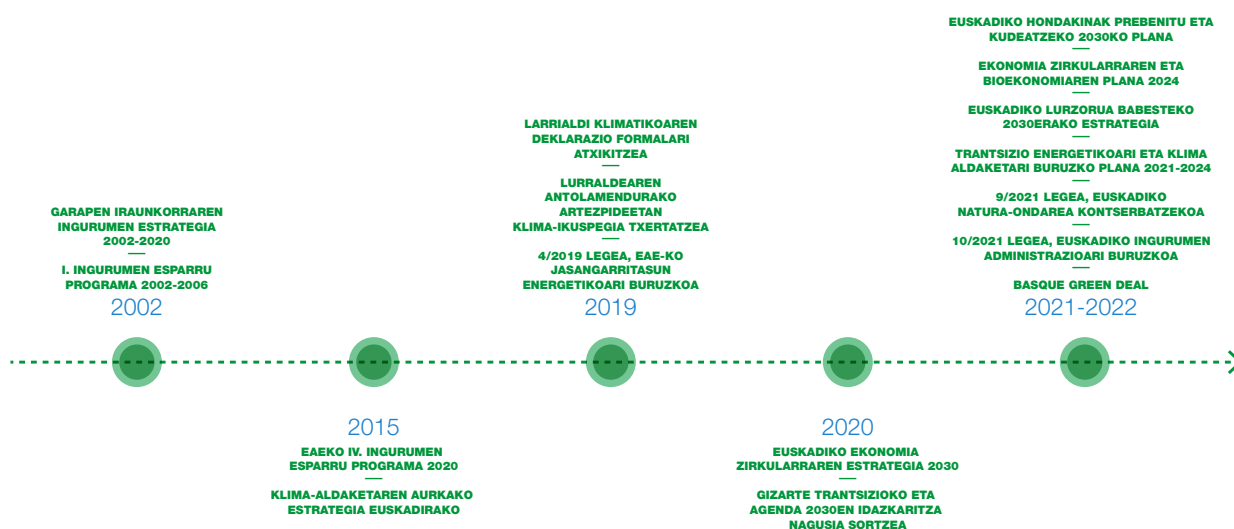 GARAPEN IRAUNKORRAREN
INGURUMEN ESTRATEGIA
2002-2020
I. INGURUMEN ESPARRU
PROGRAMA 2002-2006
2002
2015
EAEKO IV. INGURUMEN
ESPARRU PROGRAMA 2020
KLIMA-ALDAKETAREN AURKAKO
ESTRATEGIA EUSKADIRAKO
LARRIALDI KLIMATIKOAREN
DEKLARAZIO FORMALARI
ATXIKITZEA
LURRALDEAREN
ANTOLAMENDURAKO
ARTEZPIDEETAN
KLIMA-IKUSPEGIA TXERTATZEA
4/2019 LEGEA, EAE-KO
JASANGARRITASUN
ENERGETIKOARI BURUZKOA
2019
2020
EUSKADIKO EKONOMIA
ZIRKULARRAREN ESTRATEGIA 2030
GIZARTE TRANTSIZIOKO ETA
AGENDA 2030EN IDAZKARITZA
NAGUSIA SORTZEA
EUSKADIKO HONDAKINAK PREBENITU ETA
KUDEATZEKO 2030KO PLANA
EKONOMIA ZIRKULARRAREN ETA
BIOEKONOMIAREN PLANA 2024
EUSKADIKO LURZORUA BABESTEKO
2030ERAKO ESTRATEGIA
TRANTSIZIO ENERGETIKOARI ETA KLIMA
ALDAKETARI BURUZKO PLANA 2021-2024
9/2021 LEGEA, EUSKADIKO
NATURA-ONDAREA KONTSERBATZEKOA
10/2021 LEGEA, EUSKADIKO INGURUMEN
ADMINISTRAZIOARI BURUZKOA
BASQUE GREEN DEAL
2021-2022